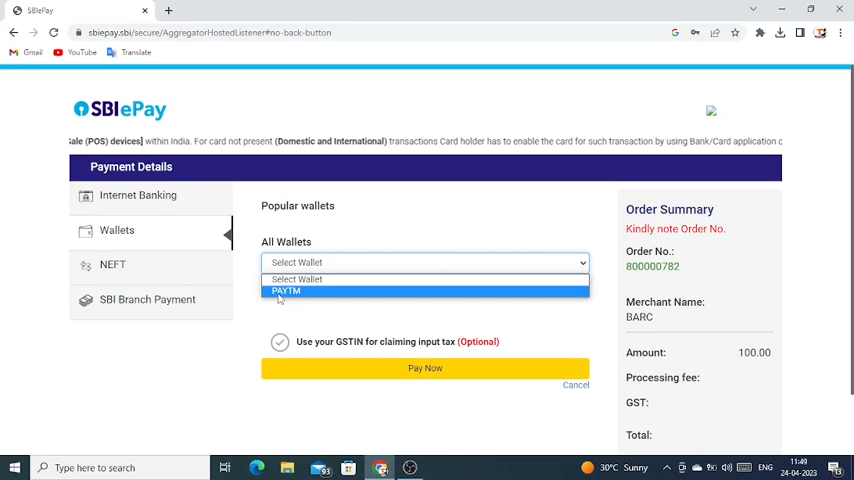 SBIePay
sbiepay.sbi/secure/AggregatorHostedListener#no-back-button
Gmail
YouTube
Translate
SBIePay
Sale (POS) devices] within India. For card not present (Domestic and International) transactions Card holder has to enable the card for such transaction by using Bank/Card application o
Payment Details
Internet Banking
Wallets
NEFT
SBI Branch Payment
Popular wallets
All Wallets
Select Wallet
Select Wallet
PAYTM
Use your GSTIN for claiming input tax (Optional)
Pay Now
Cancel
Order Summary
Kindly note Order No.
Order No.:
800000782
Merchant Name:
BARC
Amount: 100.00
Processing fee:
GST:
Total:
Type here to search
93
30°C Sunny
ENG
11:49
24-04-2023
13